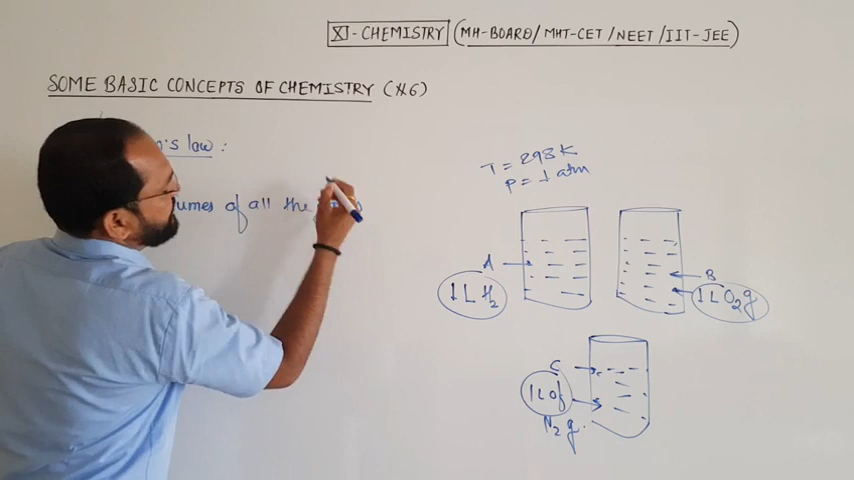 XI-CHEMISTRY (MH-BOARD/MHT-CET/NEET/IIT-JEE)
SOME BASIC CONCEPTS OF CHEMISTRY (#6)
's law :
umes of all the
T = 298 K
P = 1 atm
A
B
1 L H2
1 L O2 g
C
1 L of
N2 g.